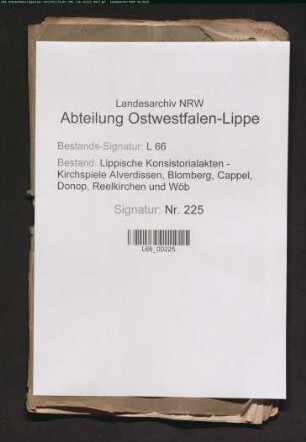 Landesarchiv NRW
Abteilung Ostwestfalen-Lippe
Bestands-Signatur: L 66
Bestand: Lippische Konsistorialakten -
Kirchspiele Alverdissen, Blomberg, Cappel,
Donop, Reelkirchen und Wöb
Signatur: Nr. 225
L66_00225